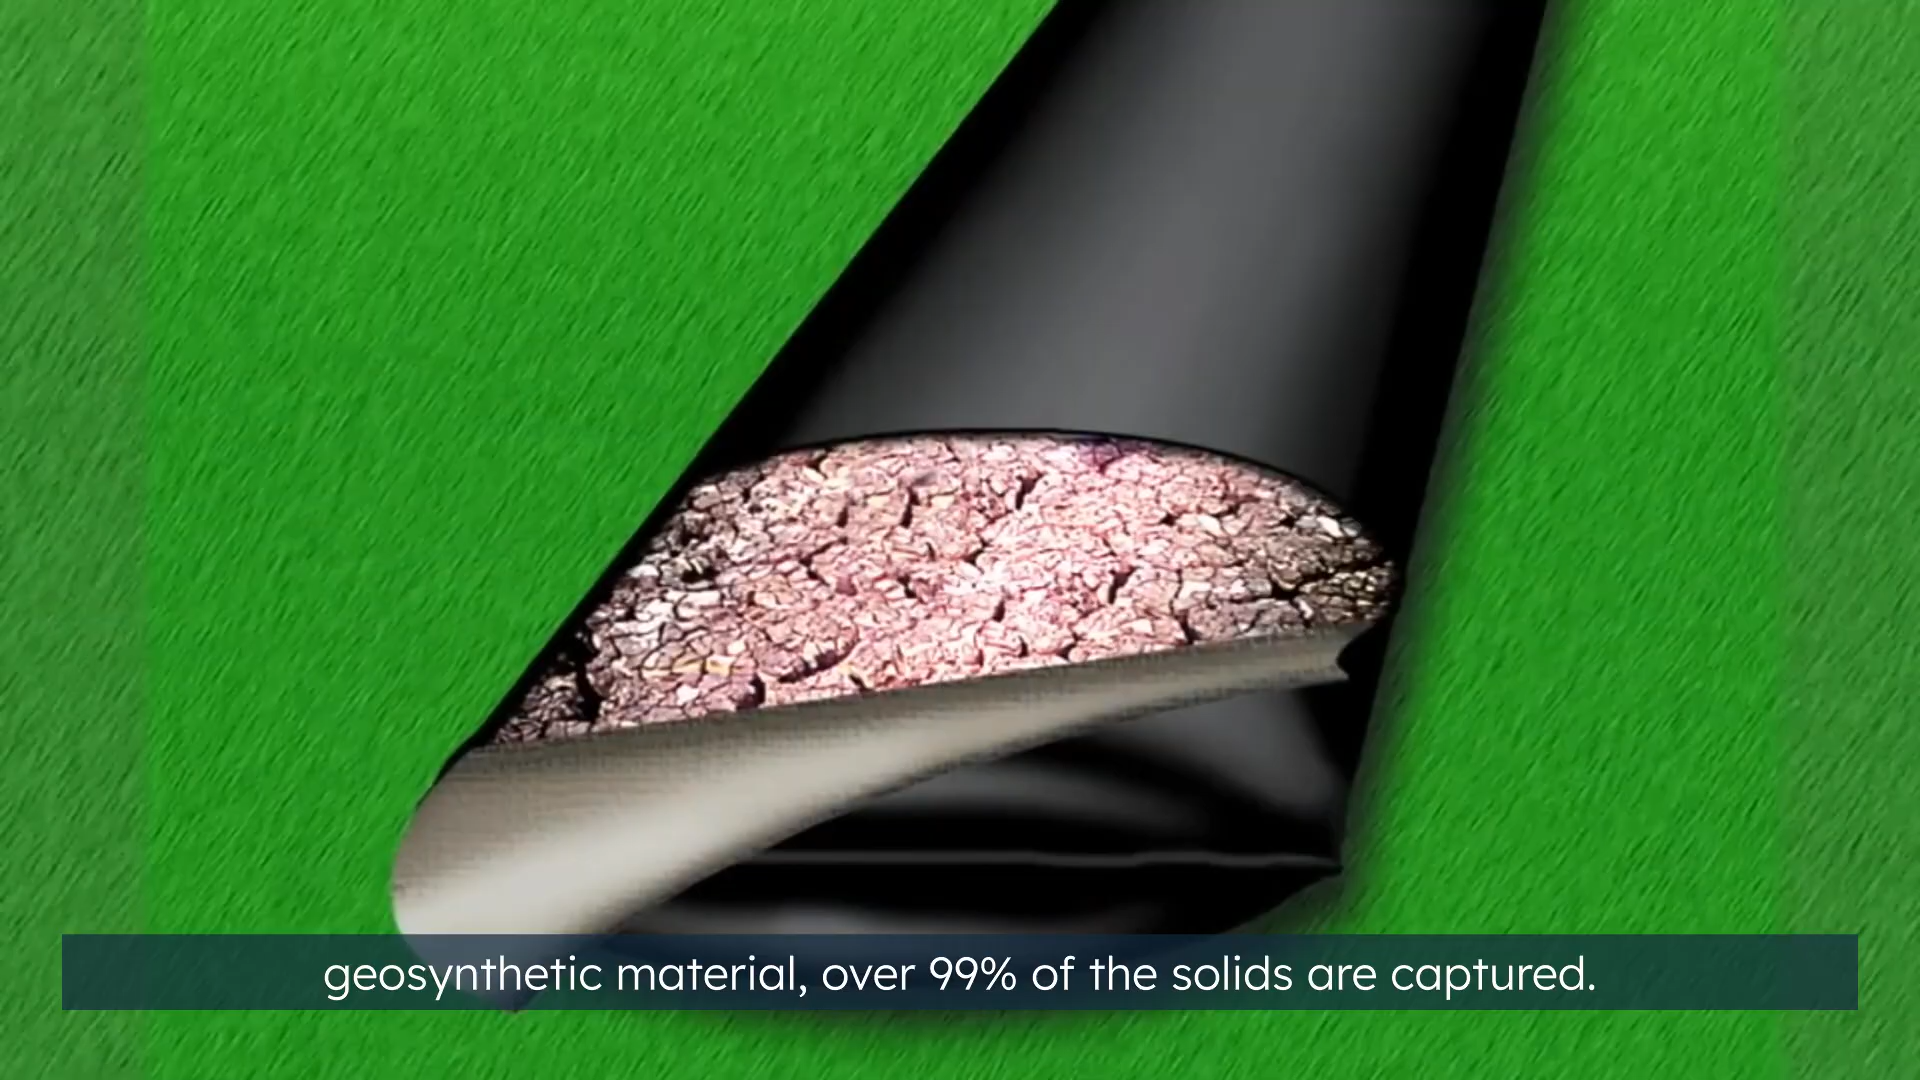 geosynthetic material, over 99% of the solids are captured.